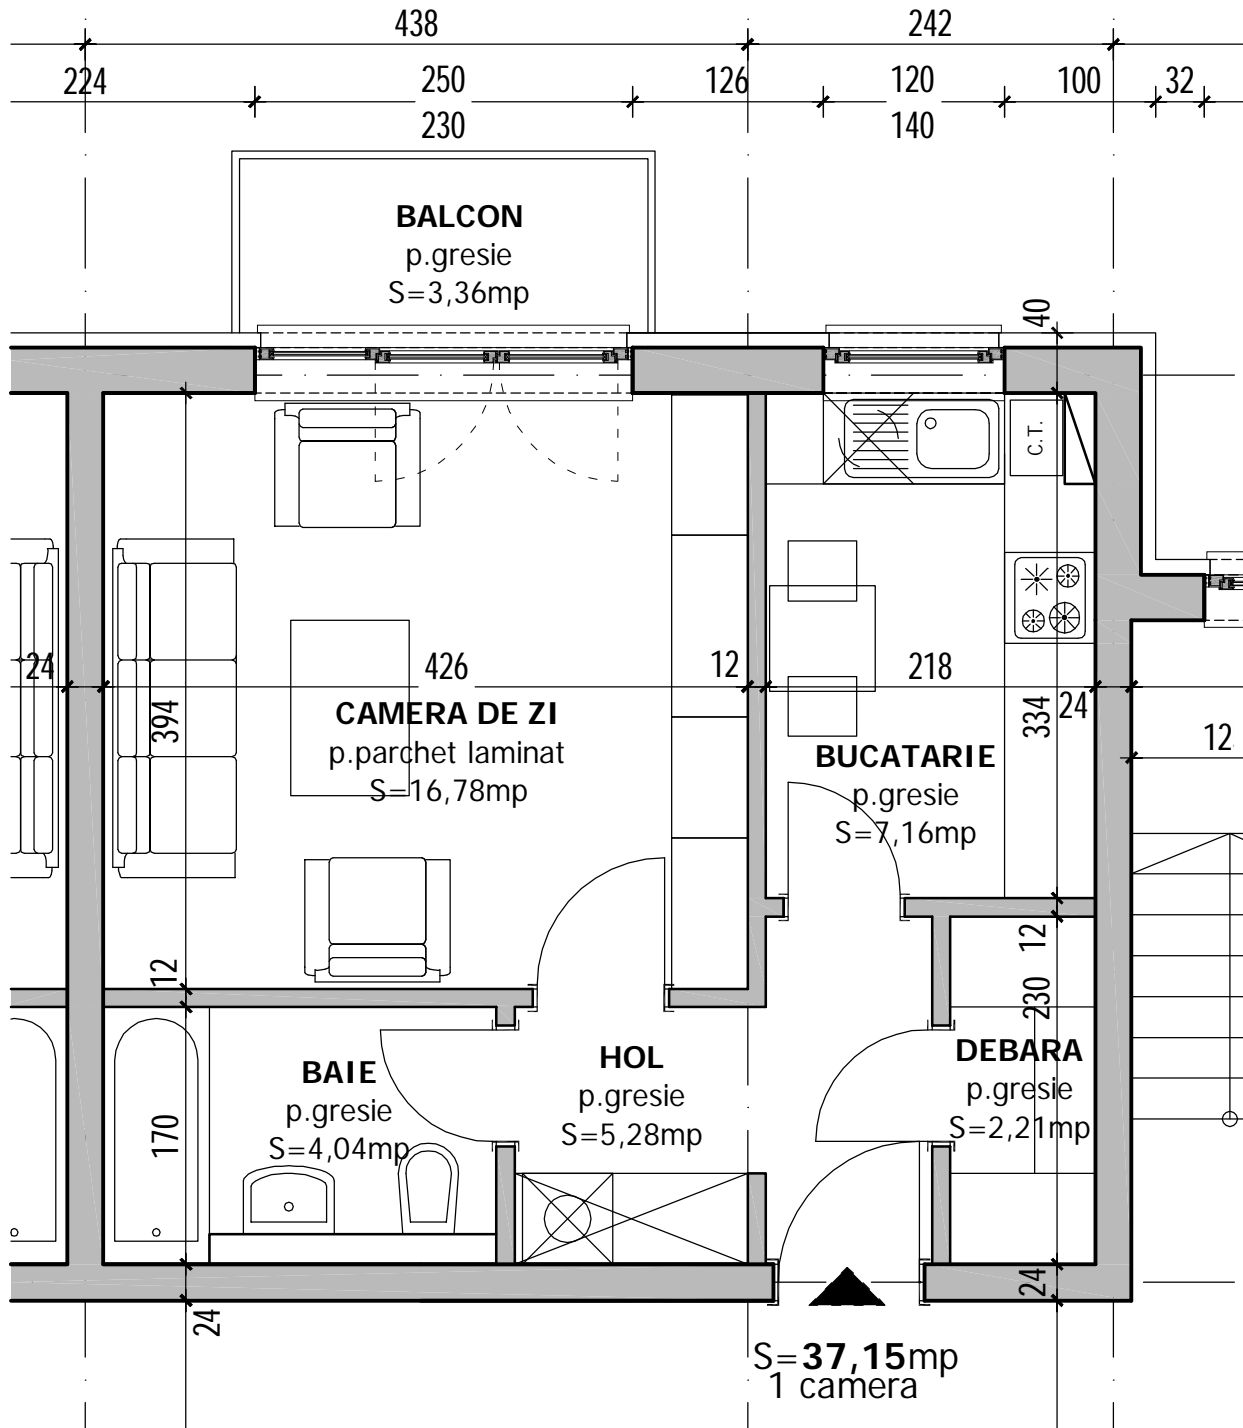 438
242
224
250
126
120
100
32
230
140
BALCON
p.gresie
S=3,36mp
40
C.T.
24
426
12
218
24
394
334
CAMERA DE ZI
p.parchet laminat
S=16,78mp
BUCATARIE
p.gresie
S=7,16mp
12
12
230
HOL
p.gresie
S=5,28mp
DEBARA
p.gresie
S=2,21mp
BAIE
p.gresie
S=4,04mp
170
24
24
S=37,15mp
1 camera